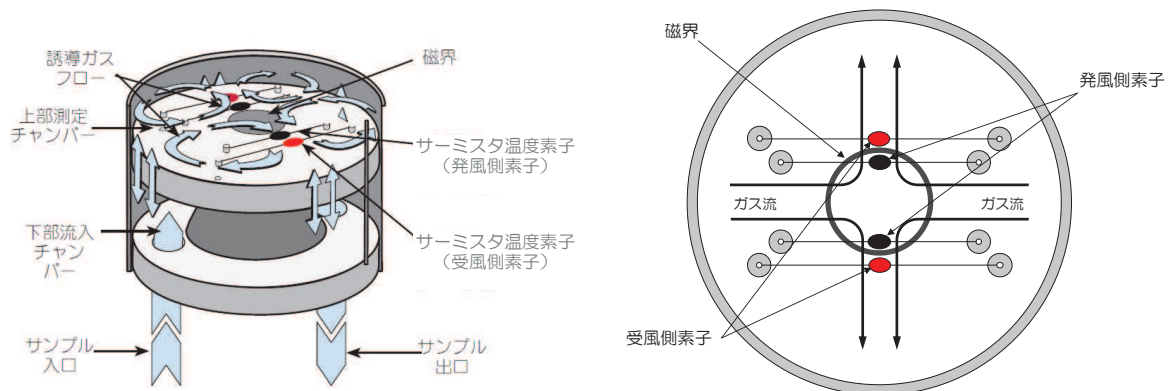 誘導ガス
フロー
磁界
上部測定
チャンバー
サーミスタ温度素子
（発風側素子）
下部流入
チャン
バー
サーミスタ温度素子
（受風側素子）
サンプル
入口
サンプル
出口
磁界
発風側素子
ガス流
ガス流
受風側素子